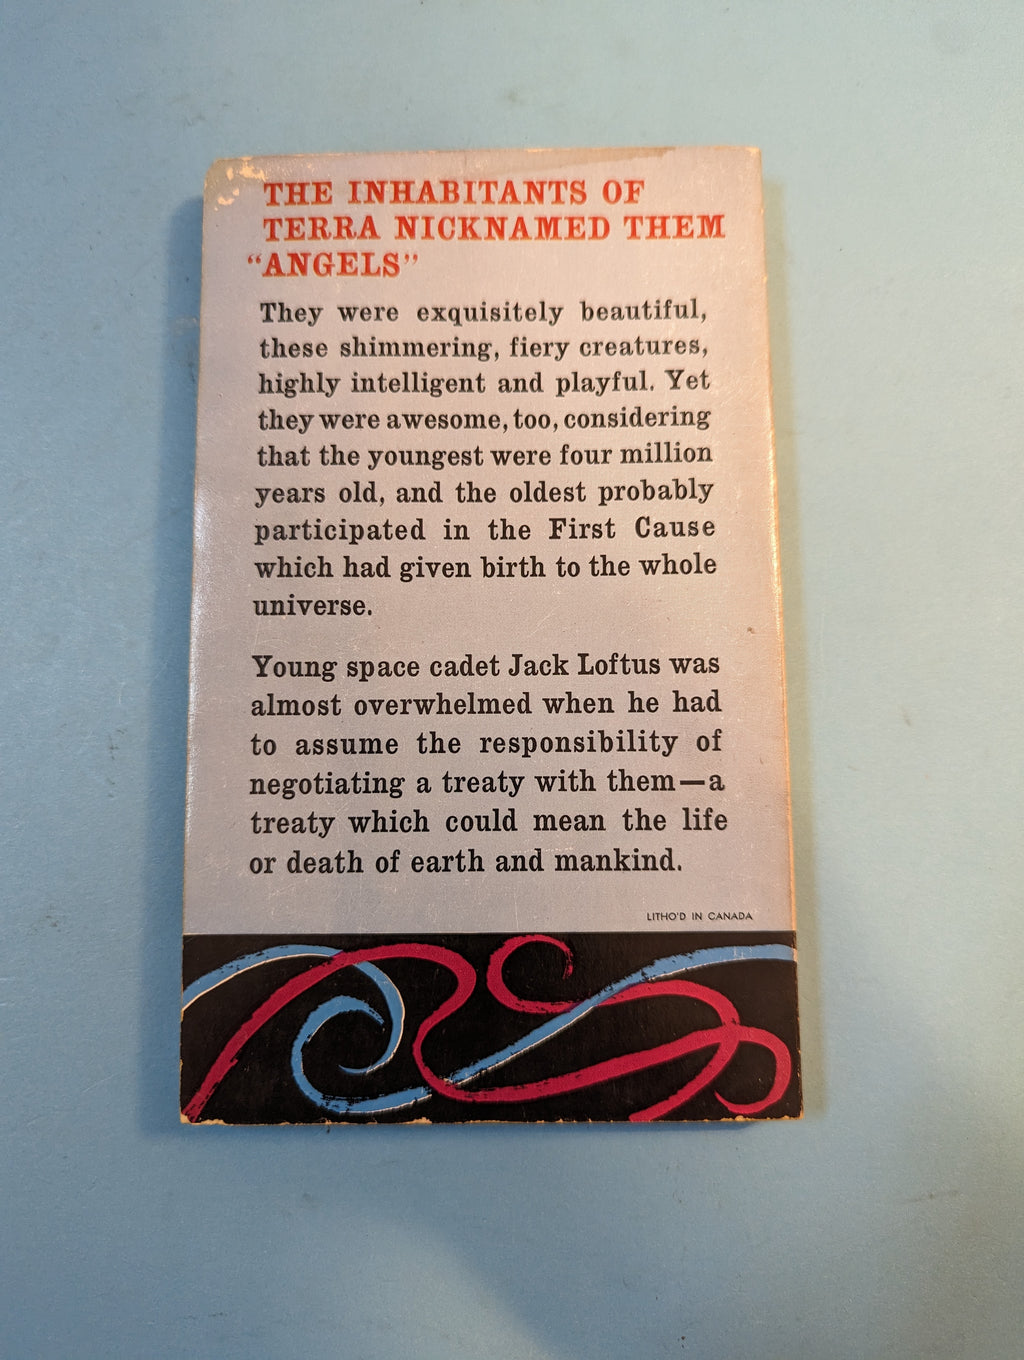 THE INHABITANTS OF
TERRA NICKNAMED THEM
“ANGELS”
They were exquisitely beautiful,
these shimmering, fiery creatures,
highly intelligent and playful. Yet
they were awesome, too, considering
that the youngest were four million
years old, and the oldest probably
participated in the First Cause
which had given birth to the whole
universe.
Young space cadet Jack Loftus was
almost overwhelmed when he had
to assume the responsibility of
negotiating a treaty with them—a
treaty which could mean the life
or death of earth and mankind.
LITHO'D IN CANADA